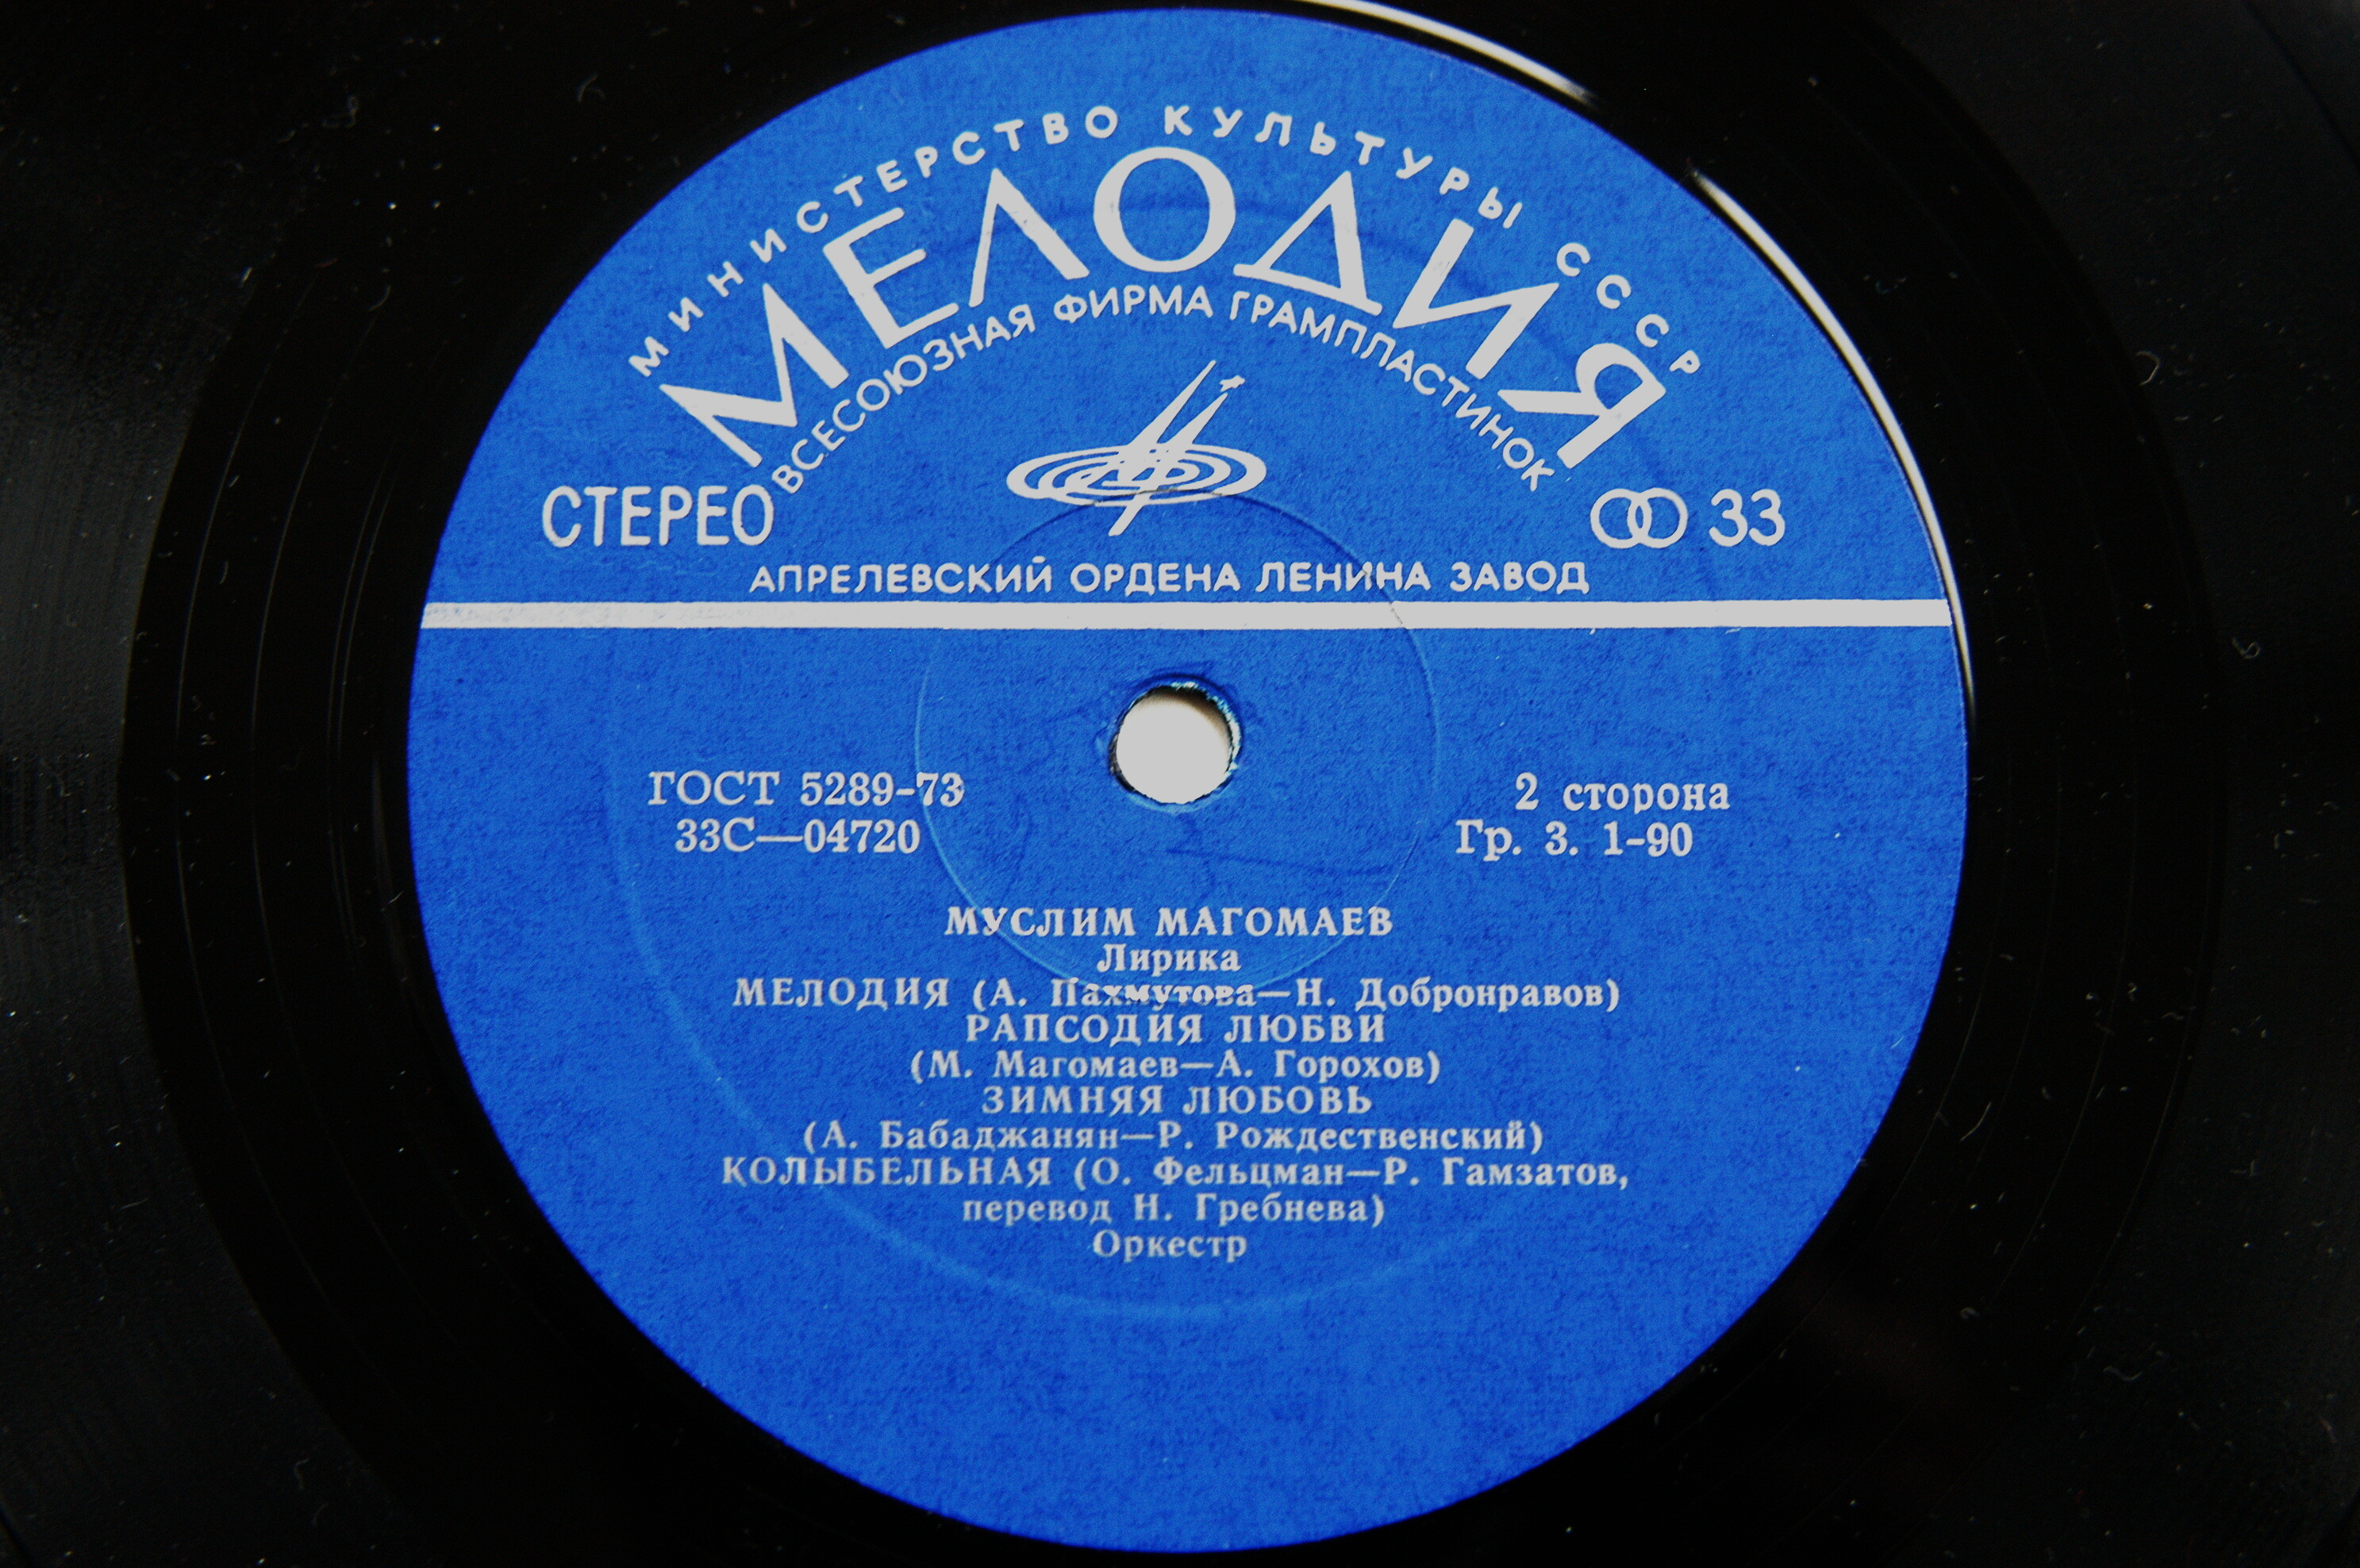 МИНИСТЕРСТВО КУЛЬТУРЫ СССР
МЕЛОДИЯ
ВСЕСОЮЗНАЯ ФИРМА ГРАМПЛАСТИНОК
СТЕРЕО
33
АПРЕЛЕВСКИЙ ОРДЕНА ЛЕНИНА ЗАВОД
ГОСТ 5289-73
33С—04720
2 сторона
Гр. 3. 1-90
МУСЛИМ МАГОМАЕВ
Лирика
МЕЛОДИЯ (А. Пахмутова—Н. Добронравов)
РАПСОДИЯ ЛЮБВИ
(М. Магомаев—А. Горохов)
ЗИМНЯЯ ЛЮБОВЬ
(А. Бабаджанян—Р. Рождественский)
КОЛЫБЕЛЬНАЯ (О. Фельцман—Р. Гамзатов,
перевод Н. Гребнева)
Оркестр